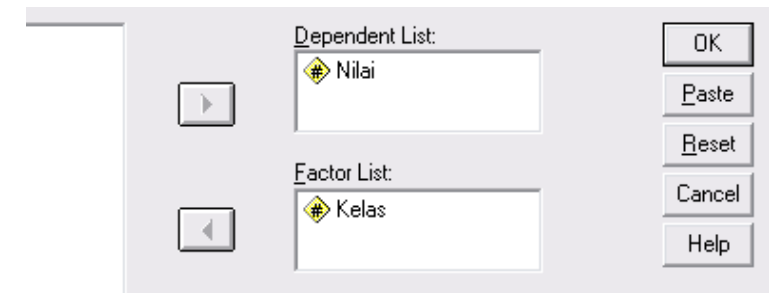 Dependent List:
# Nilai
Factor List:
# Kelas
OK
Paste
Reset
Cancel
Help